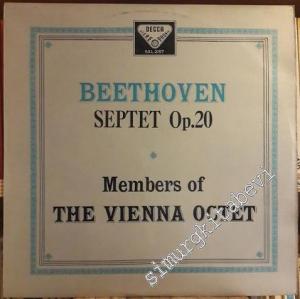 DECCA
BEETHOVEN
SEPTET Op.20
Members of
THE VIENNA OCTET
simurgkitabevi